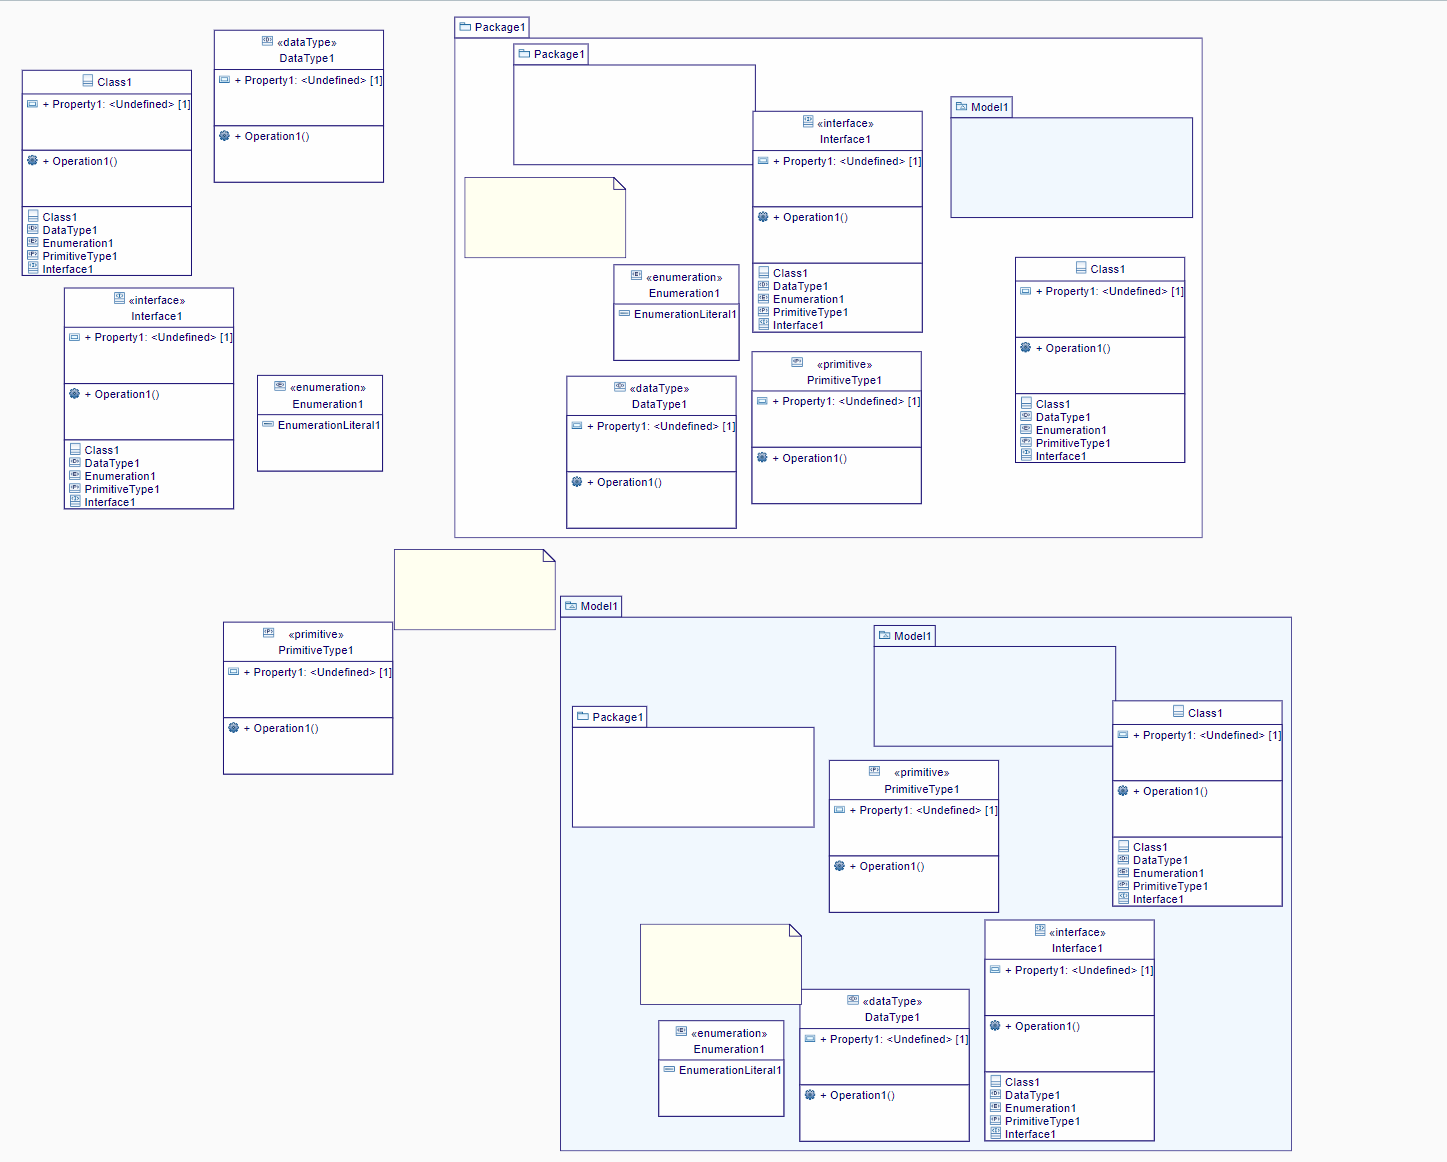 Class1
+ Property1: <Undefined> [1]
+ Operation1()
Class1
DataType1
Enumeration1
PrimitiveType1
Interface1
«dataType»
DataType1
+ Property1: <Undefined> [1]
+ Operation1()
«interface»
Interface1
+ Property1: <Undefined> [1]
+ Operation1()
Class1
DataType1
Enumeration1
PrimitiveType1
Interface1
«enumeration»
Enumeration1
EnumerationLiteral1
Package1
Package1
«interface»
Interface1
+ Property1: <Undefined> [1]
+ Operation1()
Class1
DataType1
Enumeration1
PrimitiveType1
Interface1
Model1
«enumeration»
Enumeration1
EnumerationLiteral1
Class1
+ Property1: <Undefined> [1]
+ Operation1()
Class1
DataType1
Enumeration1
PrimitiveType1
Interface1
«dataType»
DataType1
+ Property1: <Undefined> [1]
+ Operation1()
«primitive»
PrimitiveType1
+ Property1: <Undefined> [1]
+ Operation1()
«primitive»
PrimitiveType1
+ Property1: <Undefined> [1]
+ Operation1()
Model1
Model1
Package1
Class1
+ Property1: <Undefined> [1]
+ Operation1()
Class1
DataType1
Enumeration1
PrimitiveType1
Interface1
«primitive»
PrimitiveType1
+ Property1: <Undefined> [1]
+ Operation1()
«interface»
Interface1
+ Property1: <Undefined> [1]
+ Operation1()
Class1
DataType1
Enumeration1
PrimitiveType1
Interface1
«dataType»
DataType1
+ Property1: <Undefined> [1]
+ Operation1()
«enumeration»
Enumeration1
EnumerationLiteral1